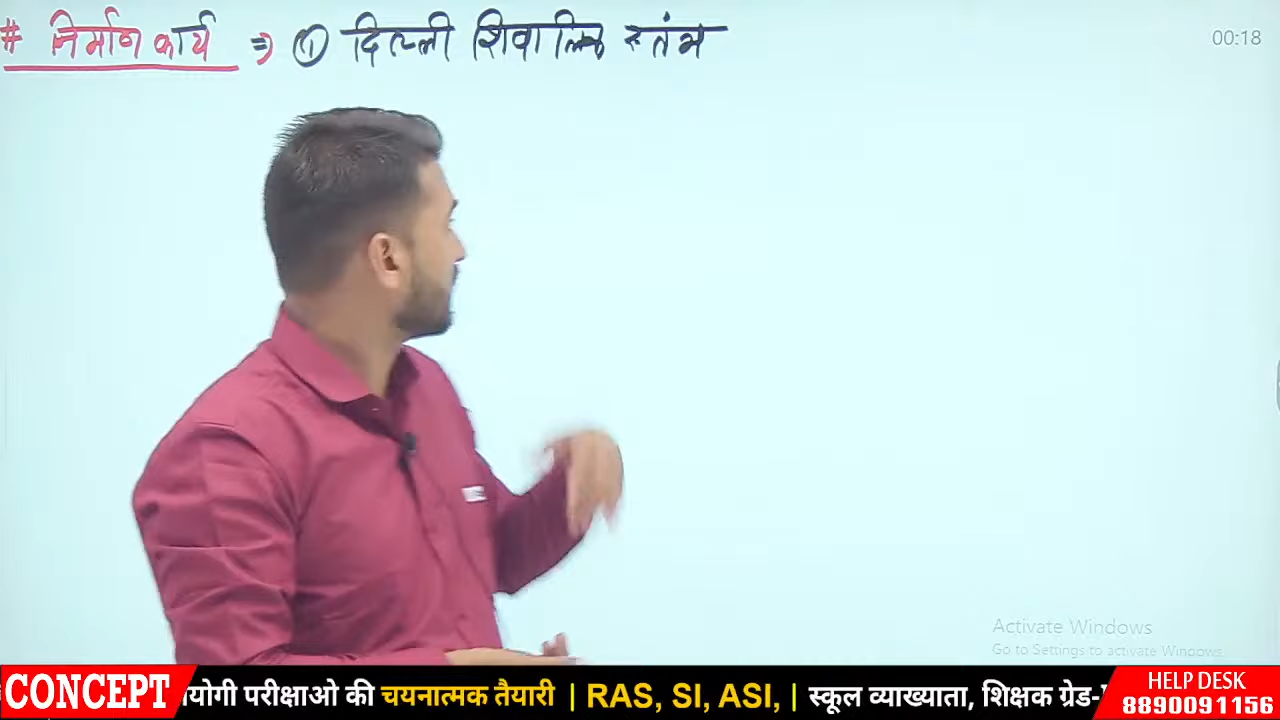 # निर्माण कार्य ⇒ ① दिल्ली शिवालिक स्तंभ
00:18
Activate Windows
Go to Settings to activate Windows.
CONCEPT
योगी परीक्षाओ की चयनात्मक तैयारी | RAS, SI, ASI, | स्कूल व्याख्याता, शिक्षक ग्रेड-
HELP DESK
8890091156